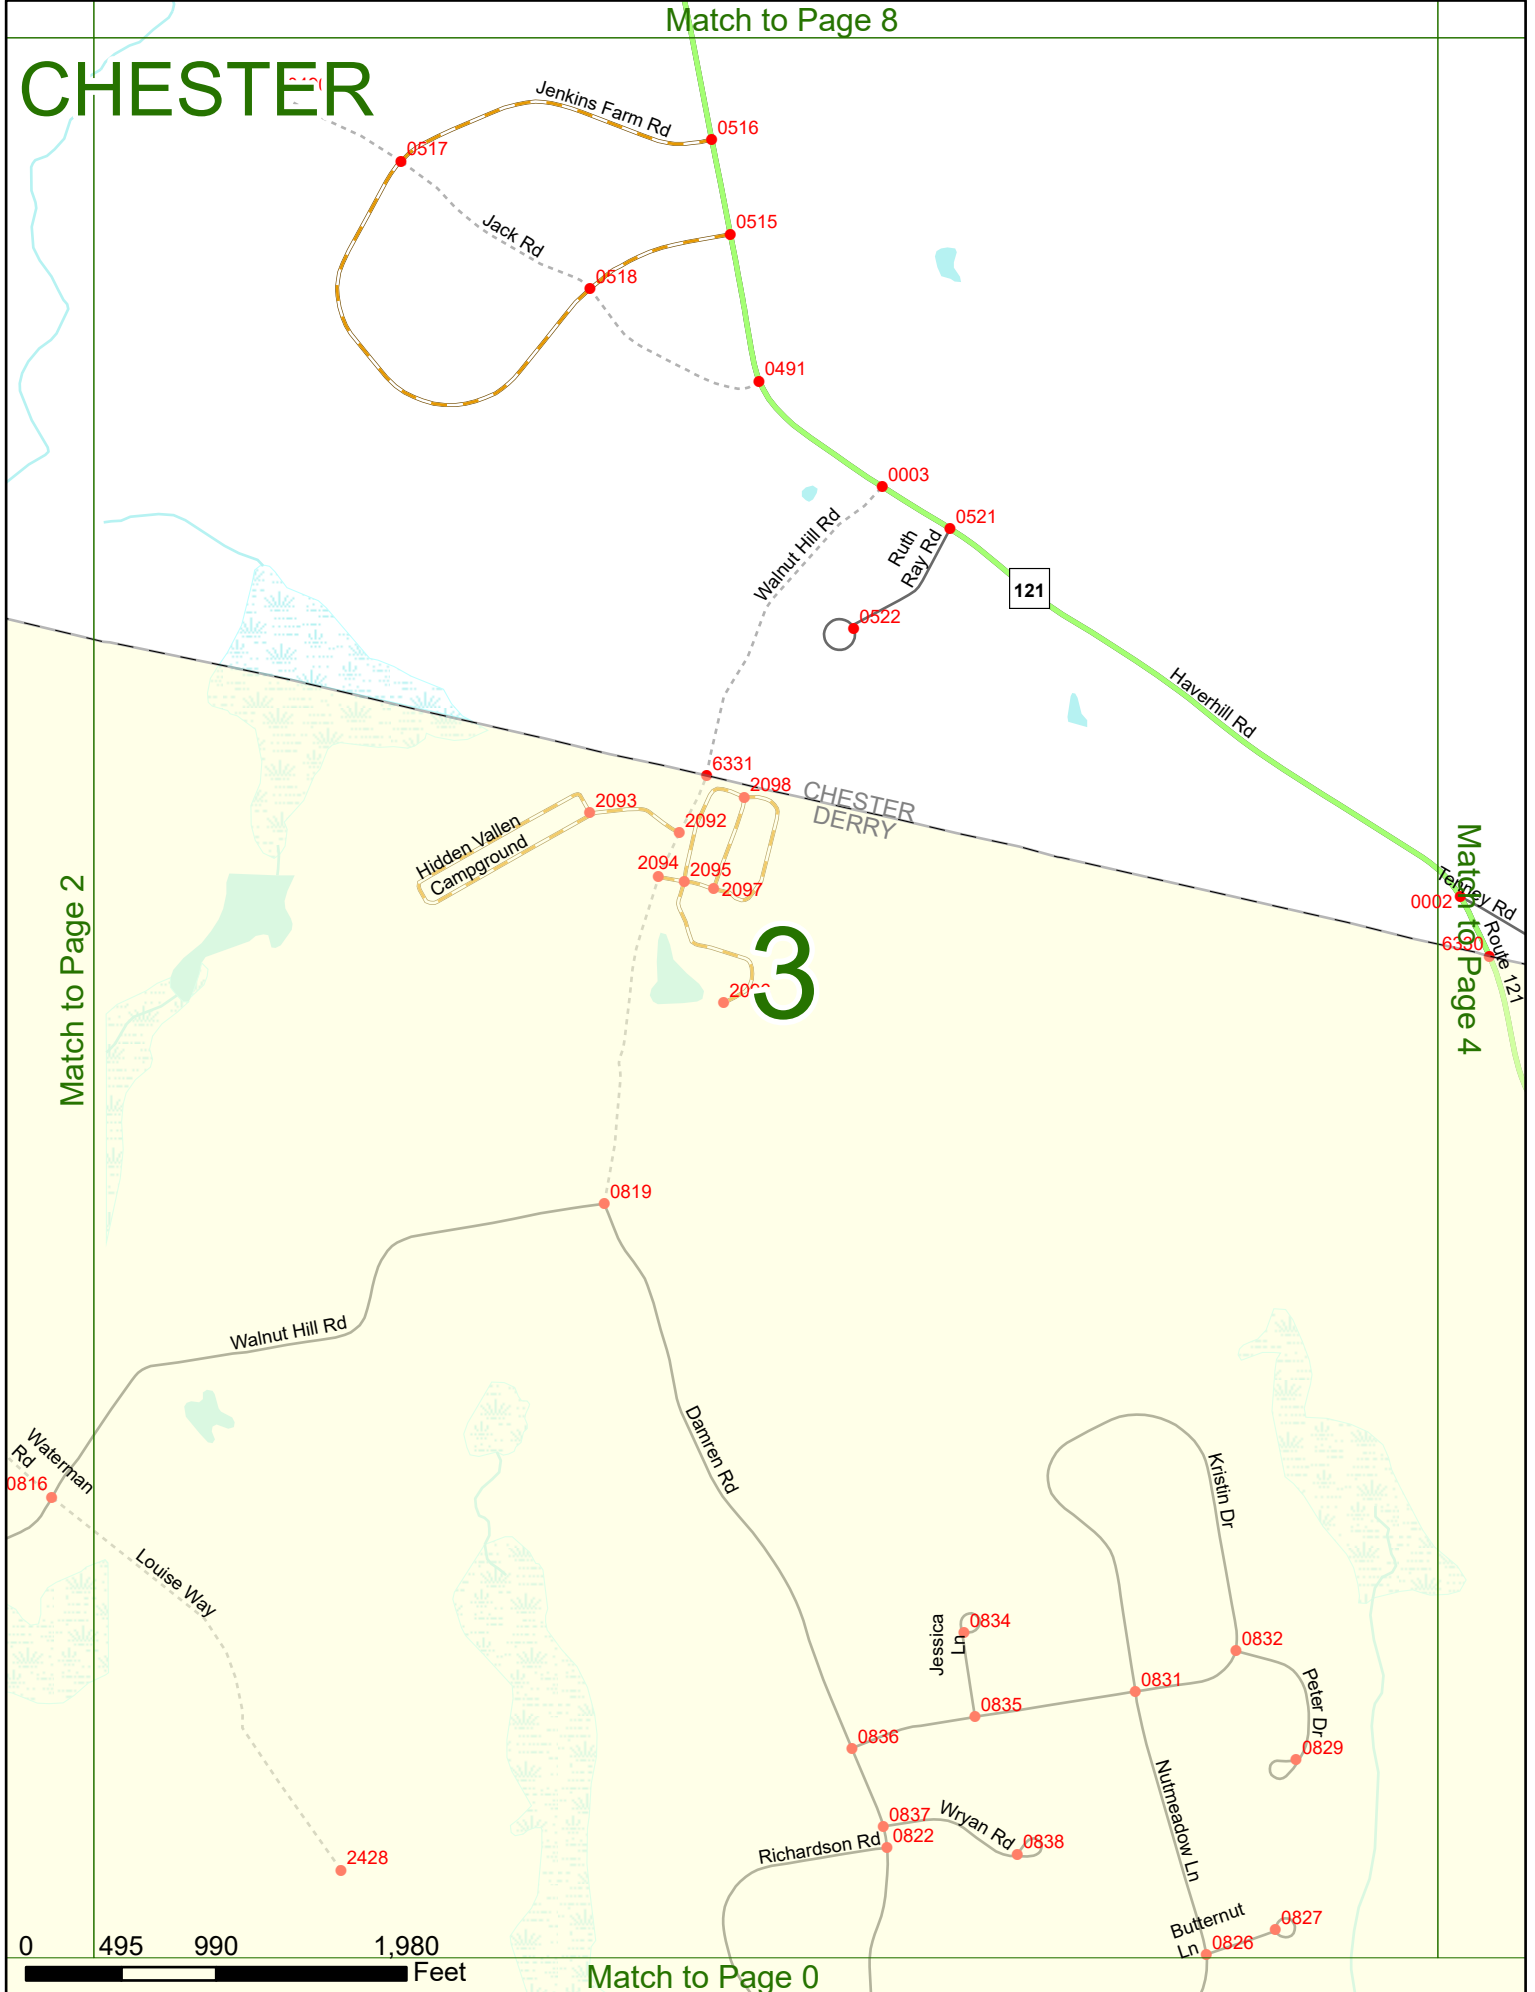 Match to Page 8
CHESTER
Jenkins Farm Rd
0516
0517
Jack Rd
0515
0518
0491
0003
Walnut Hill Rd
0521
Ruth
Ray Rd
121
0522
Haverhill Rd
6331
2098
CHESTER
DERRY
2093
2092
Hidden Vallen
Campground
2094
2095
2097
Match to Page 2
3
Tenney Rd
0002
6330
Route 121
Match to Page 4
0819
Walnut Hill Rd
Waterman
Rd
0816
Louise Way
Damren Rd
Kristin Dr
Jessica
Ln
0834
0832
0831
0835
Peter Dr
0836
0829
Nutmeadow Ln
0837
Wryan Rd
0822
Richardson Rd
0838
2428
Butternut
Ln
0827
0826
0 495 990 1,980
Feet
Match to Page 0